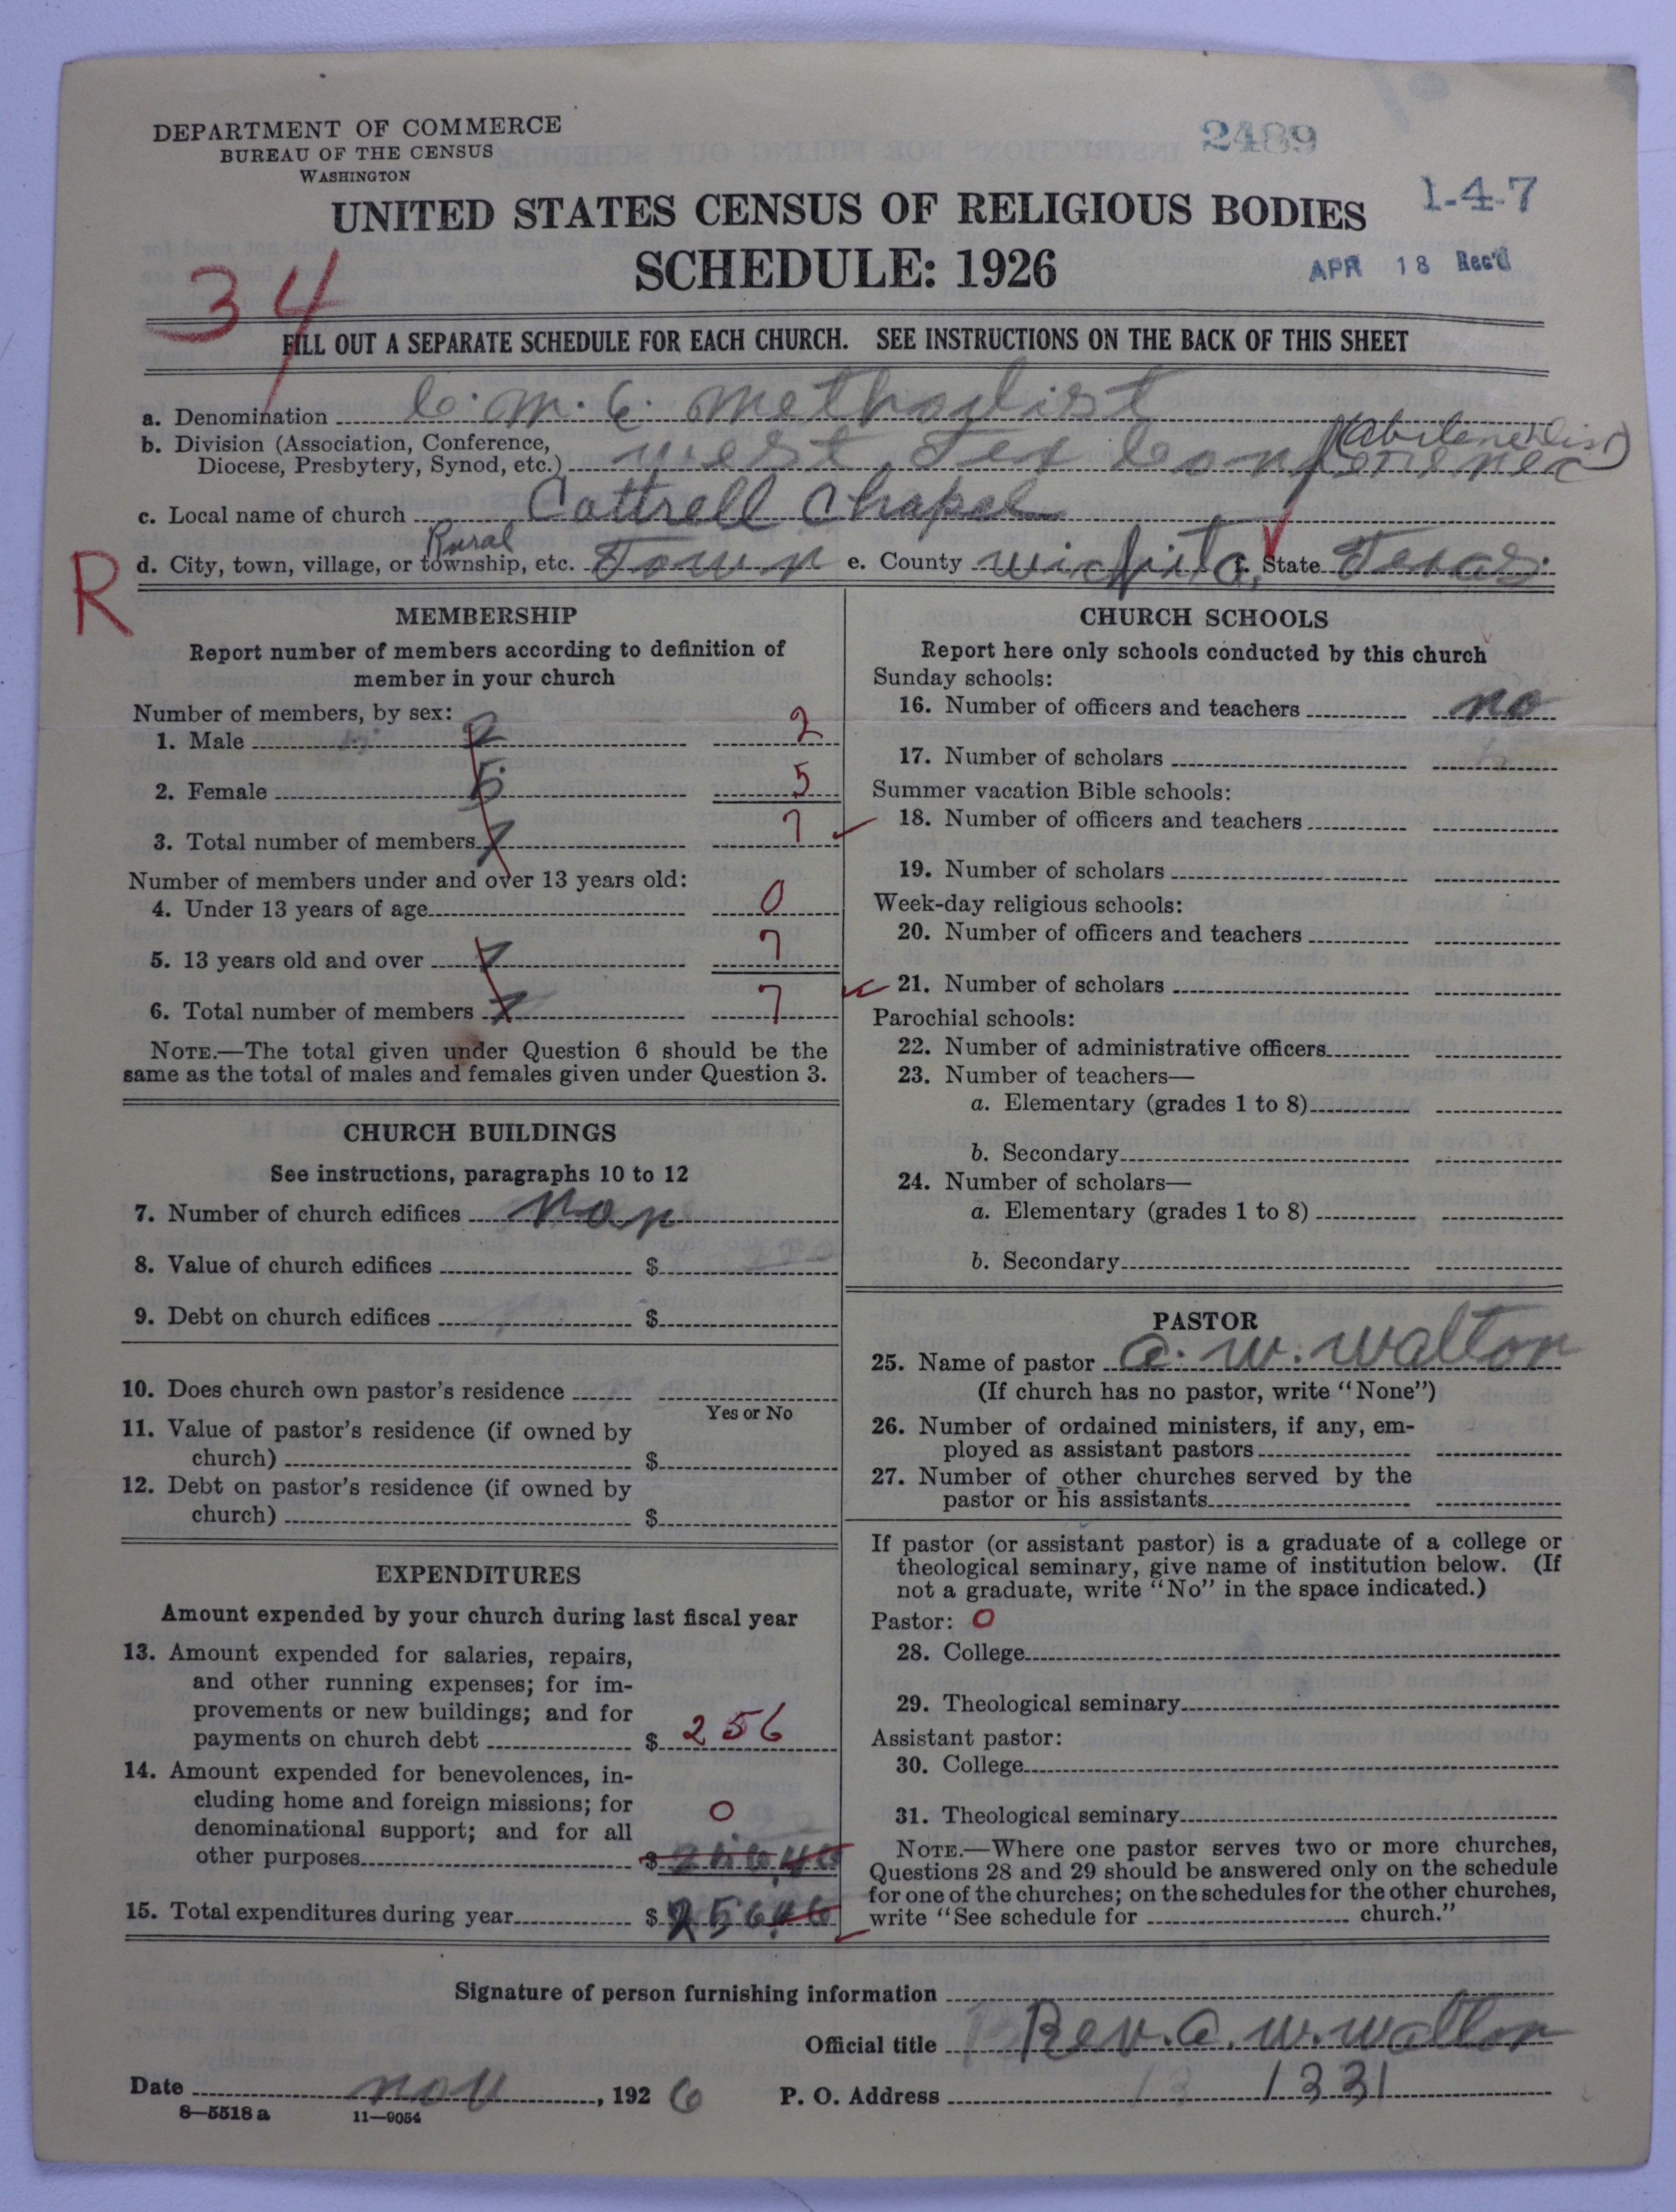 DEPARTMENT OF COMMERCE
BUREAU OF THE CENSUS
WASHINGTON
2489
UNITED STATES CENSUS OF RELIGIOUS BODIES
1-4-7
SCHEDULE: 1926
APR 18 Rec'd
34
FILL OUT A SEPARATE SCHEDULE FOR EACH CHURCH. SEE INSTRUCTIONS ON THE BACK OF THIS SHEET
a. Denomination C. M. E. Methodist
b. Division (Association, Conference, Diocese, Presbytery, Synod, etc.) West Tex Conference (Abilene Dist)
c. Local name of church Cottrell Chapel
Rural
d. City, town, village, or township, etc. Town e. County Wichita f. State Texas.
R
MEMBERSHIP
Report number of members according to definition of
member in your church
Number of members, by sex:
1. Male 2 2
2. Female 5 5
3. Total number of members 7 7
Number of members under and over 13 years old:
4. Under 13 years of age 0
5. 13 years old and over 7 7
6. Total number of members 7 7
NOTE.—The total given under Question 6 should be the
same as the total of males and females given under Question 3.
CHURCH BUILDINGS
See instructions, paragraphs 10 to 12
7. Number of church edifices non
8. Value of church edifices $
9. Debt on church edifices $
10. Does church own pastor's residence
Yes or No
11. Value of pastor's residence (if owned by
church) $
12. Debt on pastor's residence (if owned by
church) $
EXPENDITURES
Amount expended by your church during last fiscal year
13. Amount expended for salaries, repairs,
and other running expenses; for im-
provements or new buildings; and for
payments on church debt $ 256
14. Amount expended for benevolences, in-
cluding home and foreign missions; for
denominational support; and for all 0
other purposes $ 256.46
15. Total expenditures during year $ 256.46
CHURCH SCHOOLS
Report here only schools conducted by this church
Sunday schools:
16. Number of officers and teachers no
17. Number of scholars
Summer vacation Bible schools:
18. Number of officers and teachers
19. Number of scholars
Week-day religious schools:
20. Number of officers and teachers
21. Number of scholars
Parochial schools:
22. Number of administrative officers
23. Number of teachers—
a. Elementary (grades 1 to 8)
b. Secondary
24. Number of scholars—
a. Elementary (grades 1 to 8)
b. Secondary
PASTOR
25. Name of pastor A. W. Walton
(If church has no pastor, write "None")
26. Number of ordained ministers, if any, em-
ployed as assistant pastors
27. Number of other churches served by the
pastor or his assistants
If pastor (or assistant pastor) is a graduate of a college or
theological seminary, give name of institution below. (If
not a graduate, write "No" in the space indicated.)
Pastor: 0
28. College
29. Theological seminary
Assistant pastor:
30. College
31. Theological seminary
NOTE.—Where one pastor serves two or more churches,
Questions 28 and 29 should be answered only on the schedule
for one of the churches; on the schedules for the other churches,
write "See schedule for church."
Signature of person furnishing information
Official title Rev. A. W. Walton
Date Nov, 1926 P. O. Address 1331
8—5518 a 11—9054